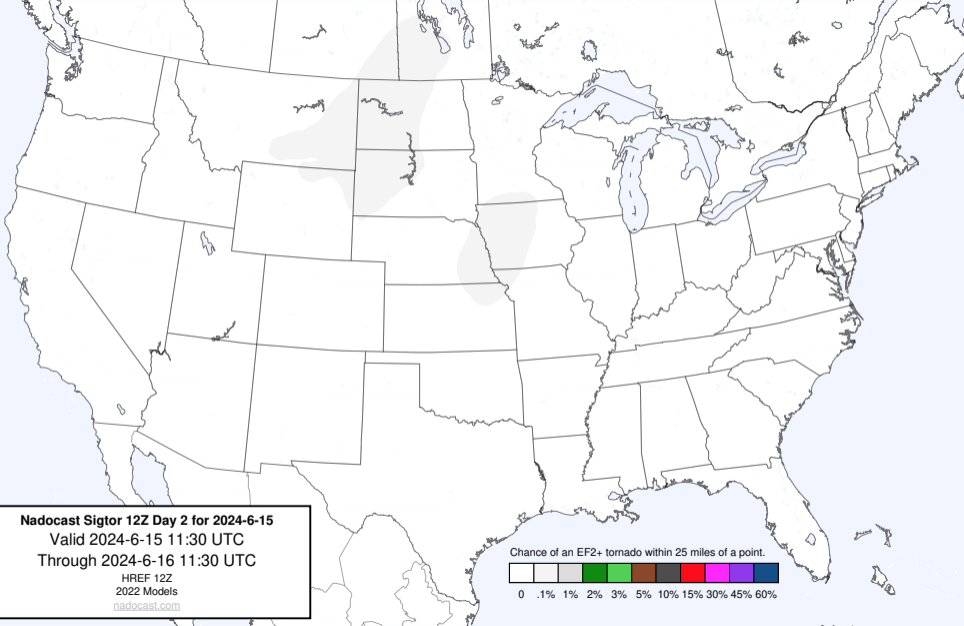 Nadocast Sigtor 12Z Day 2 for 2024-6-15
Valid 2024-6-15 11:30 UTC
Through 2024-6-16 11:30 UTC
HREF 12Z
2022 Models
nadocast.com
Chance of an EF2+ tornado within 25 miles of a point.
0 .1% 1% 2% 3% 5% 10% 15% 30% 45% 60%